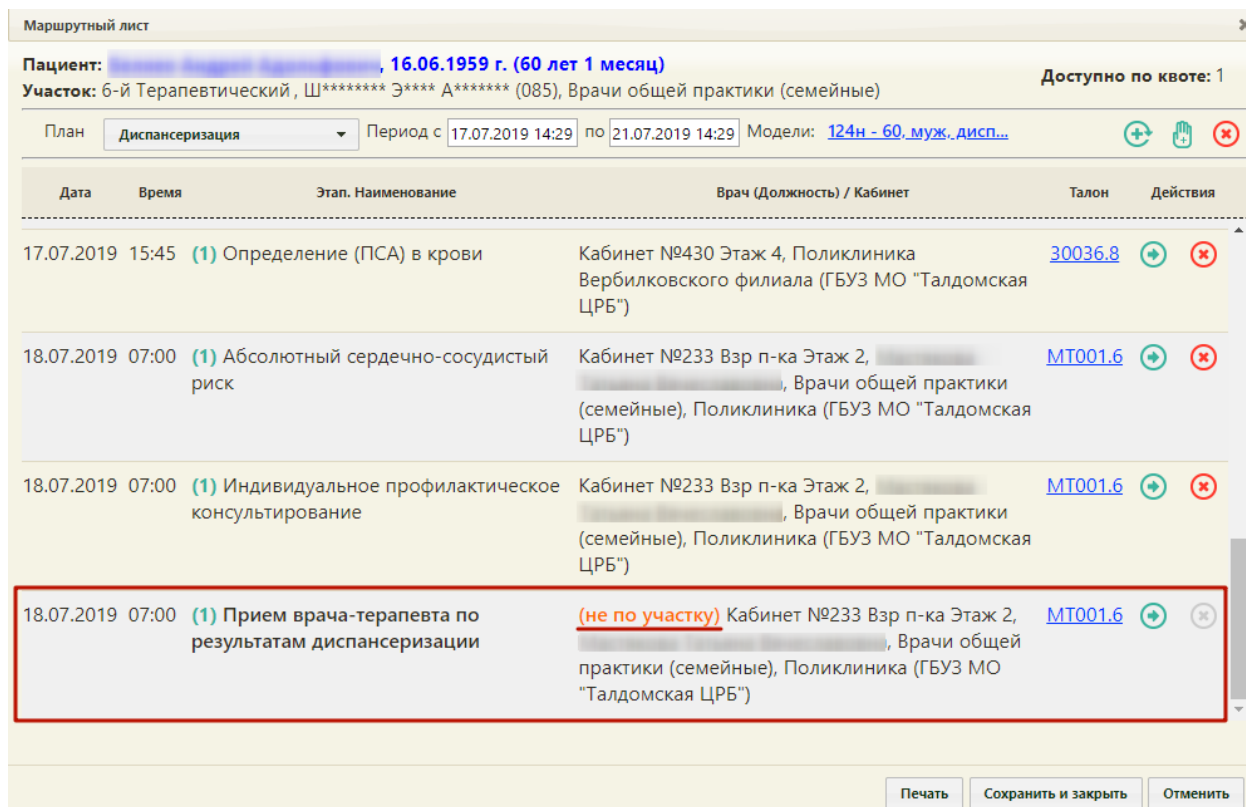 Маршрутный лист
Пациент: , 16.06.1959 г. (60 лет 1 месяц)
Доступно по квоте: 1
Участок: 6-й Терапевтический , Ш******** Э**** А******* (085), Врачи общей практики (семейные)
План Диспансеризация Период с 17.07.2019 14:29 по 21.07.2019 14:29 Модели: 124н - 60, муж, дисп...
Дата Время Этап. Наименование Врач (Должность) / Кабинет Талон Действия
17.07.2019 15:45 (1) Определение (ПСА) в крови Кабинет №430 Этаж 4, Поликлиника 30036.8
Вербилковского филиала (ГБУЗ МО "Талдомская
ЦРБ")
18.07.2019 07:00 (1) Абсолютный сердечно-сосудистый Кабинет №233 Взр п-ка Этаж 2, МТ001.6
риск , Врачи общей практики
(семейные), Поликлиника (ГБУЗ МО "Талдомская
ЦРБ")
18.07.2019 07:00 (1) Индивидуальное профилактическое Кабинет №233 Взр п-ка Этаж 2, МТ001.6
консультирование , Врачи общей практики
(семейные), Поликлиника (ГБУЗ МО "Талдомская
ЦРБ")
18.07.2019 07:00 (1) Прием врача-терапевта по (не по участку) Кабинет №233 Взр п-ка Этаж 2, МТ001.6
результатам диспансеризации , Врачи общей
практики (семейные), Поликлиника (ГБУЗ МО
"Талдомская ЦРБ")
Печать Сохранить и закрыть Отменить